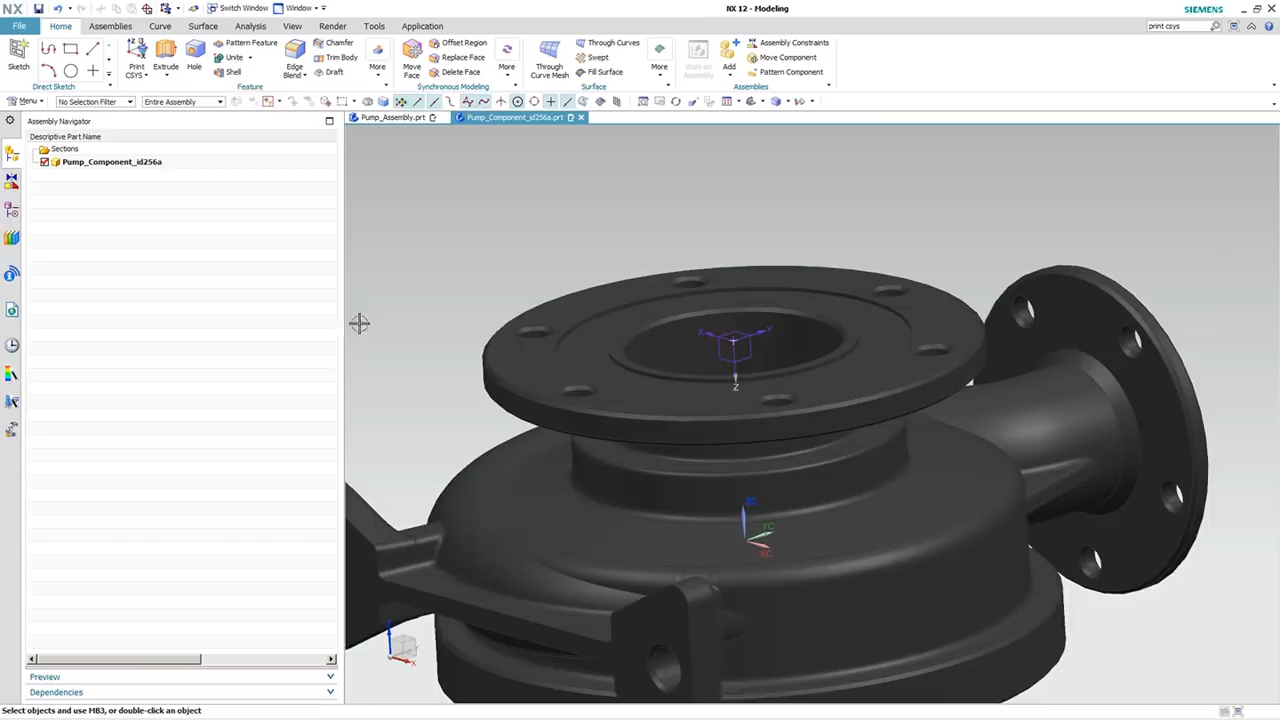 NX
Switch Window
Window
NX 12 - Modeling
SIEMENS
File
Home
Assemblies
Curve
Surface
Analysis
View
Render
Tools
Application
print csys
Sketch
Direct Sketch
Print
CSYS
Extrude
Hole
Pattern Feature
Unite
Shell
Edge
Blend
Chamfer
Trim Body
Draft
More
Feature
Move
Face
Offset Region
Replace Face
Delete Face
More
Synchronous Modeling
Through
Curve Mesh
Through Curves
Swept
Fill Surface
More
Surface
Work on
Assembly
Add
Assembly Constraints
Move Component
Pattern Component
Assemblies
Menu
No Selection Filter
Entire Assembly
Assembly Navigator
Pump_Assembly.prt
Pump_Component_id256a.prt
Descriptive Part Name
Sections
Pump_Component_id256a
X
Y
Z
ZC
YC
XC
Z
X
Preview
Dependencies
Select objects and use MB3, or double-click an object